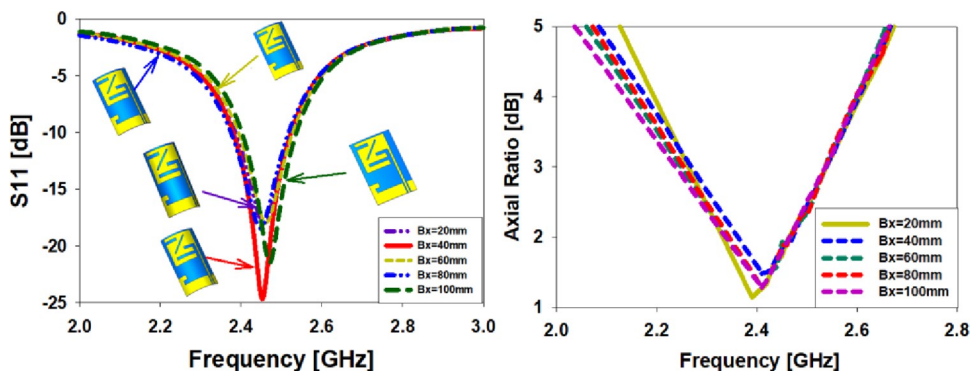 0
-5
-10
-15
-20
-25
S11 [dB]
2.0 2.2 2.4 2.6 2.8 3.0
Frequency [GHz]
Bx=20mm
Bx=40mm
Bx=60mm
Bx=80mm
Bx=100mm
5
4
3
2
1
Axial Ratio [dB]
2.0 2.2 2.4 2.6 2.8
Frequency [GHz]
Bx=20mm
Bx=40mm
Bx=60mm
Bx=80mm
Bx=100mm